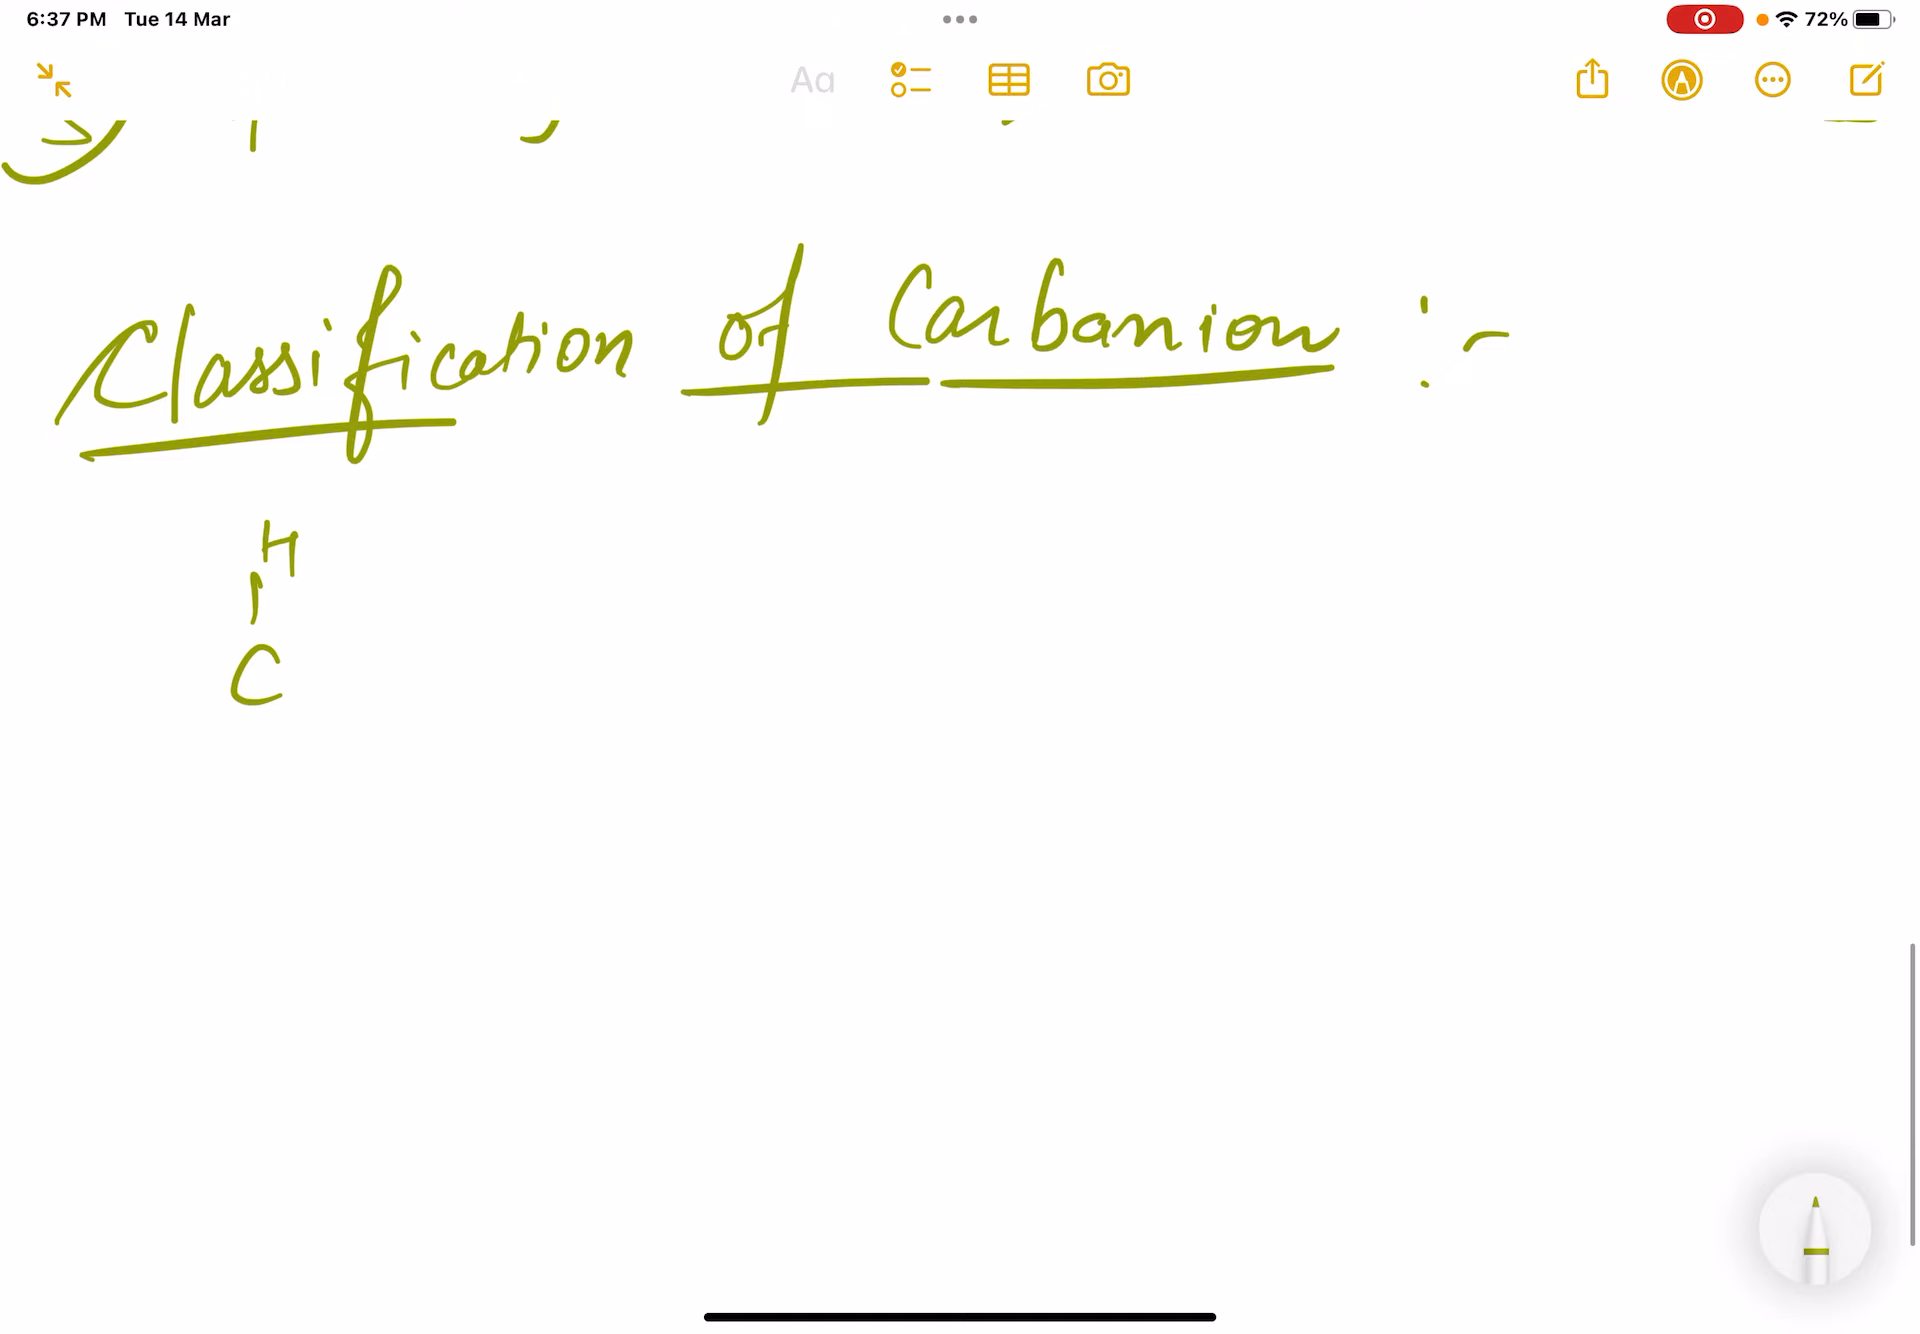 6:37 PM Tue 14 Mar
72%
Aa
Classification of Carbanion :-
H
C